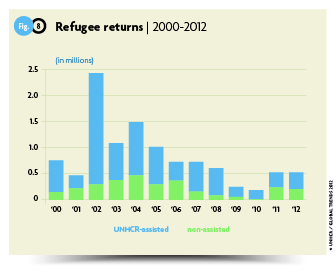 Fig. 8 Refugee returns | 2000-2012
(in millions)
2.5
2.0
1.5
1.0
0.5
0
'00 '01 '02 '03 '04 '05 '06 '07 '08 '09 '10 '11 '12
UNHCR-assisted non-assisted
© UNHCR / GLOBAL TRENDS 2012